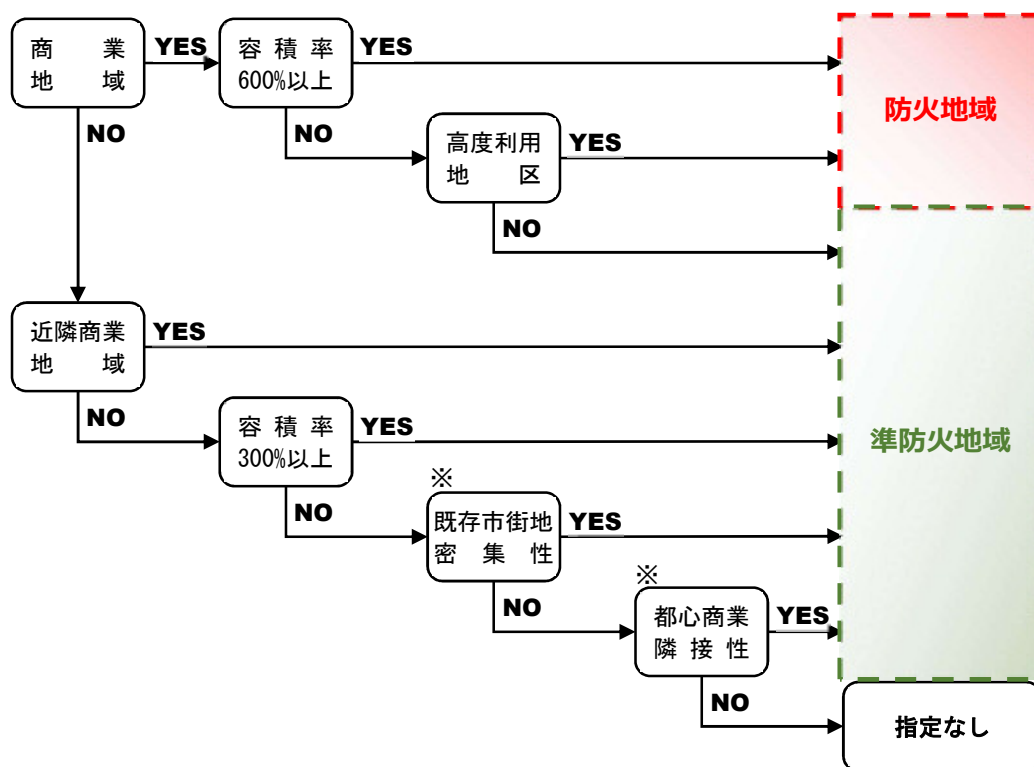 商業
地域
YES
容積率
600%以上
YES
NO
NO
高度利用
地区
YES
NO
防火地域
近隣商業
地域
YES
NO
容積率
300%以上
YES
NO
※
既存市街地
密集性
YES
NO
※
都心商業
隣接性
YES
NO
準防火地域
指定なし